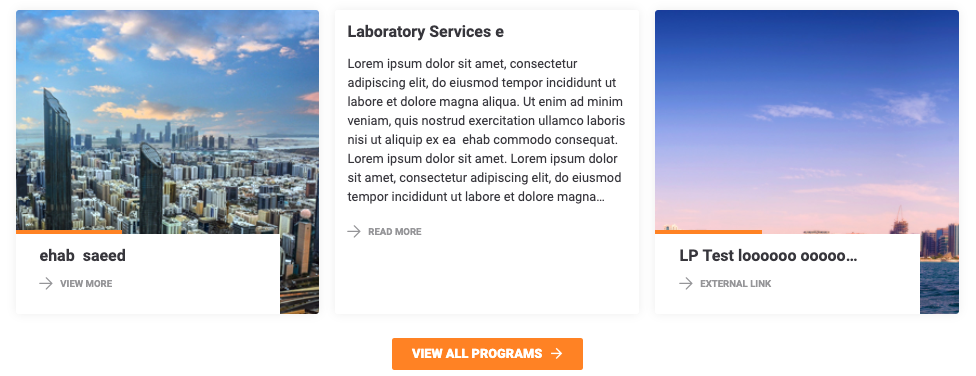 ehab  saeed
VIEW MORE
Laboratory Services e
Lorem ipsum dolor sit amet, consectetur
adipiscing elit, do eiusmod tempor incididunt ut
labore et dolore magna aliqua. Ut enim ad minim
veniam, quis nostrud exercitation ullamco laboris
nisi ut aliquip ex ea  ehab commodo consequat.
Lorem ipsum dolor sit amet. Lorem ipsum dolor
sit amet, consectetur adipiscing elit, do eiusmod
tempor incididunt ut labore et dolore magna...
READ MORE
LP Test loooooo ooooo...
EXTERNAL LINK
VIEW ALL PROGRAMS